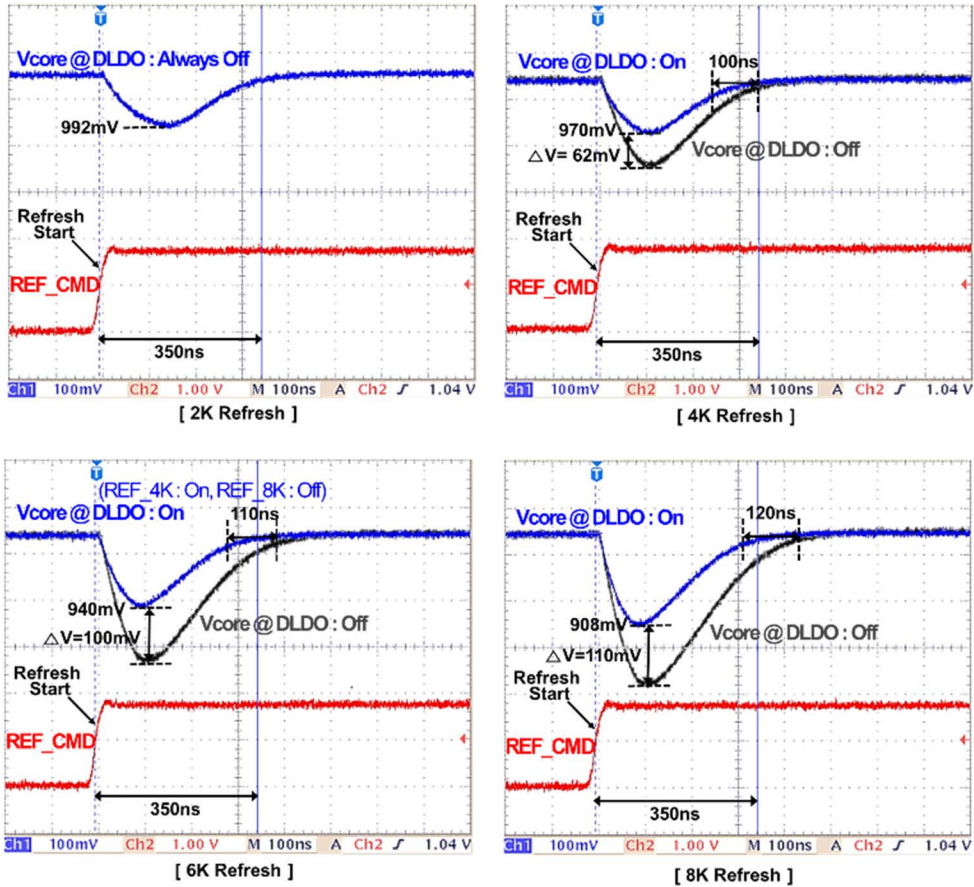 T
Vcore @ DLDO : Always Off
992mV
Refresh
Start
REF_CMD
350ns
Ch1 100mV Ch2 1.00 V M 100ns A Ch2 ƒ 1.04 V
[ 2K Refresh ]
T
Vcore @ DLDO : On
100ns
970mV
△V= 62mV
Vcore @ DLDO : Off
Refresh
Start
REF_CMD
350ns
Ch1 100mV Ch2 1.00 V M 100ns A Ch2 ƒ 1.04 V
[ 4K Refresh ]
T
(REF_4K : On, REF_8K : Off)
Vcore @ DLDO : On
110ns
940mV
△V=100mV
Vcore @ DLDO : Off
Refresh
Start
REF_CMD
350ns
Ch1 100mV Ch2 1.00 V M 100ns A Ch2 ƒ 1.04 V
[ 6K Refresh ]
T
Vcore @ DLDO : On
120ns
908mV
△V=110mV
Vcore @ DLDO : Off
Refresh
Start
REF_CMD
350ns
Ch1 100mV Ch2 1.00 V M 100ns A Ch2 ƒ 1.04 V
[ 8K Refresh ]